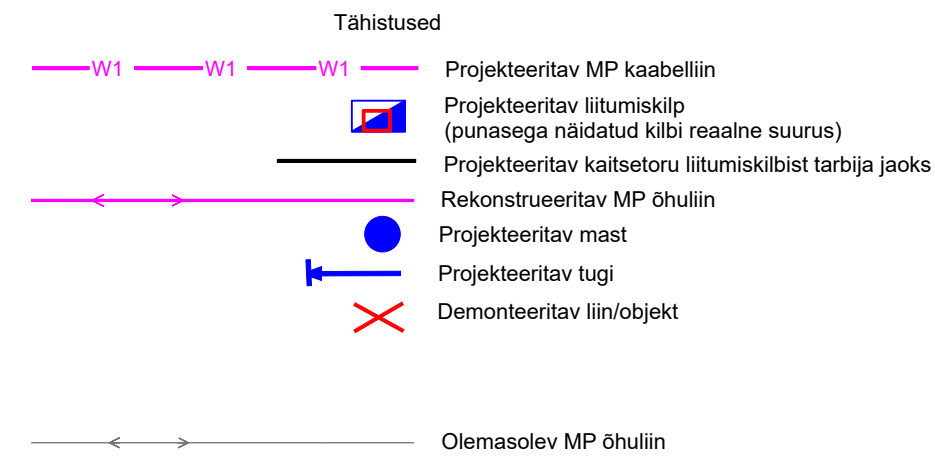 Tähistused
W1 W1 W1 Projekteeritav MP kaabelliin
Projekteeritav liitumiskilp
(punasega näidatud kilbi reaalne suurus)
Projekteeritav kaitsetoru liitumiskilbist tarbija jaoks
Rekonstrueeritav MP õhuliin
Projekteeritav mast
Projekteeritav tugi
Demonteeritav liin/objekt
Olemasolev MP õhuliin